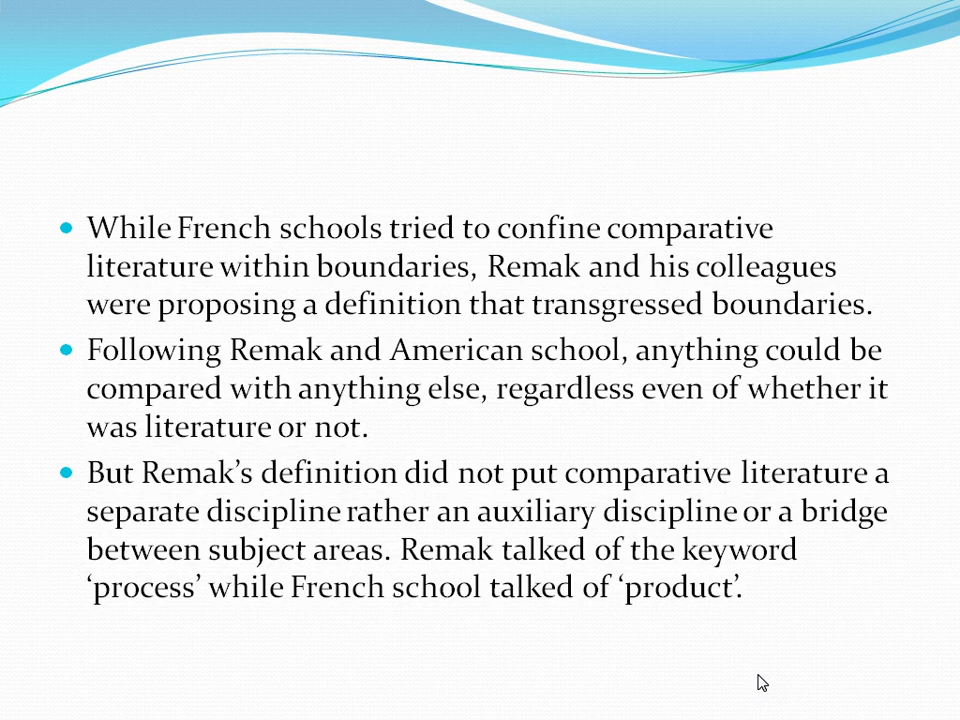 While French schools tried to confine comparative
literature within boundaries, Remak and his colleagues
were proposing a definition that transgressed boundaries.
Following Remak and American school, anything could be
compared with anything else, regardless even of whether it
was literature or not.
But Remak’s definition did not put comparative literature a
separate discipline rather an auxiliary discipline or a bridge
between subject areas. Remak talked of the keyword
‘process’ while French school talked of ‘product’.